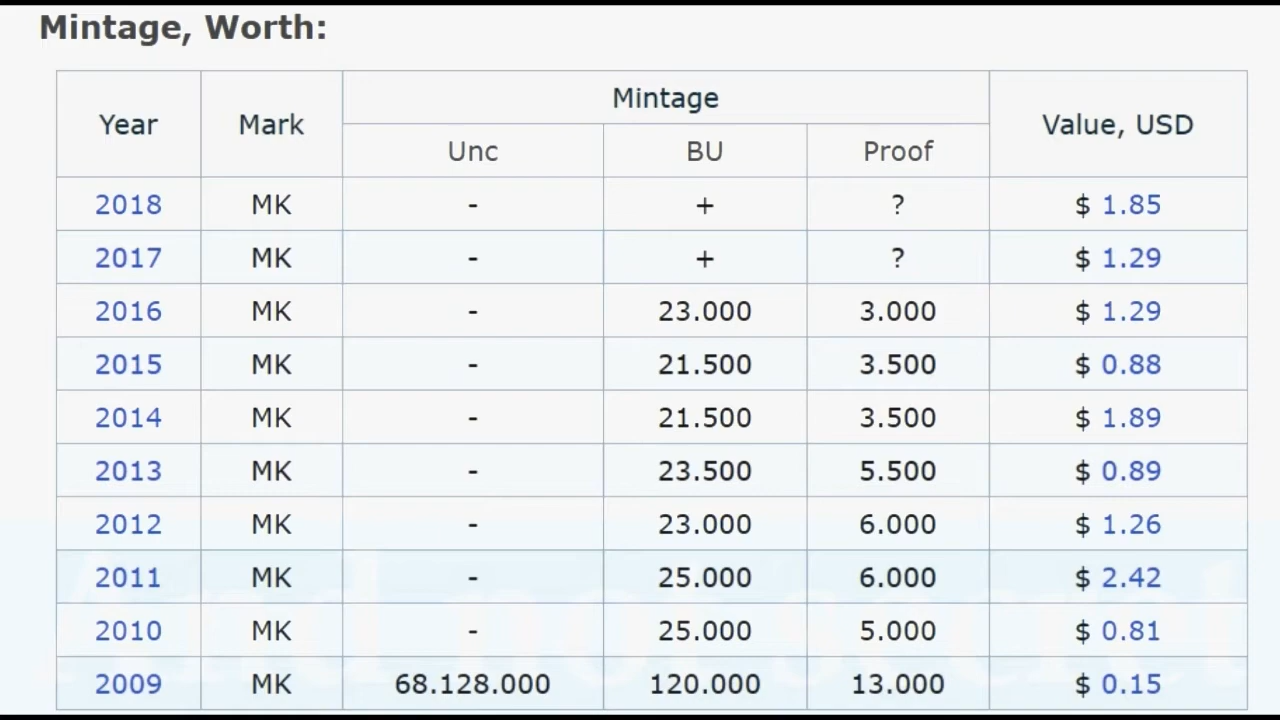 Mintage, Worth:
Year Mark Mintage Value, USD
Unc BU Proof
2018 MK - + ? $ 1.85
2017 MK - + ? $ 1.29
2016 MK - 23.000 3.000 $ 1.29
2015 MK - 21.500 3.500 $ 0.88
2014 MK - 21.500 3.500 $ 1.89
2013 MK - 23.500 5.500 $ 0.89
2012 MK - 23.000 6.000 $ 1.26
2011 MK - 25.000 6.000 $ 2.42
2010 MK - 25.000 5.000 $ 0.81
2009 MK 68.128.000 120.000 13.000 $ 0.15